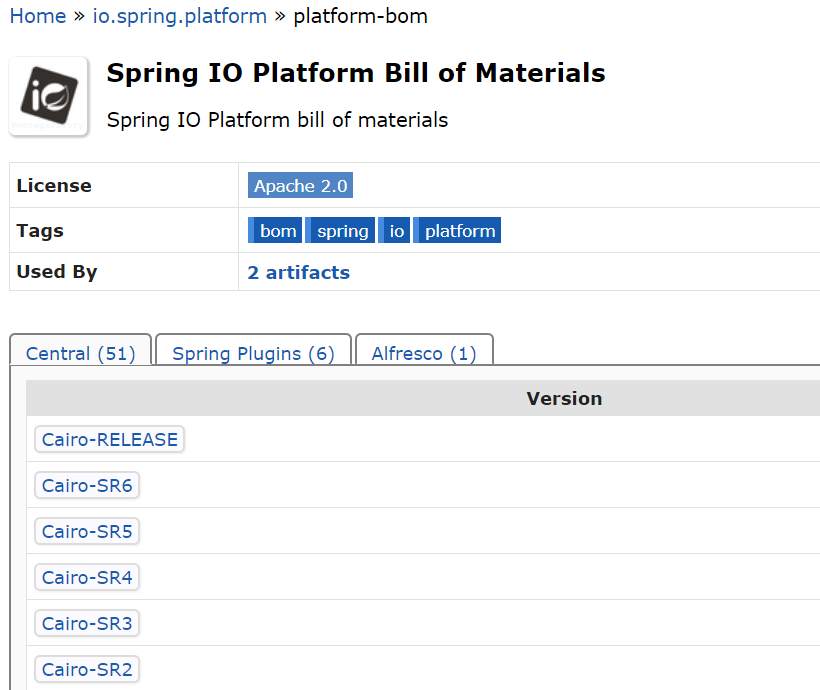 Home » io.spring.platform » platform-bom
io
Spring IO Platform Bill of Materials
Spring IO Platform bill of materials
License Apache 2.0
Tags bom spring io platform
Used By 2 artifacts
Central (51) Spring Plugins (6) Alfresco (1)
Version
Cairo-RELEASE
Cairo-SR6
Cairo-SR5
Cairo-SR4
Cairo-SR3
Cairo-SR2